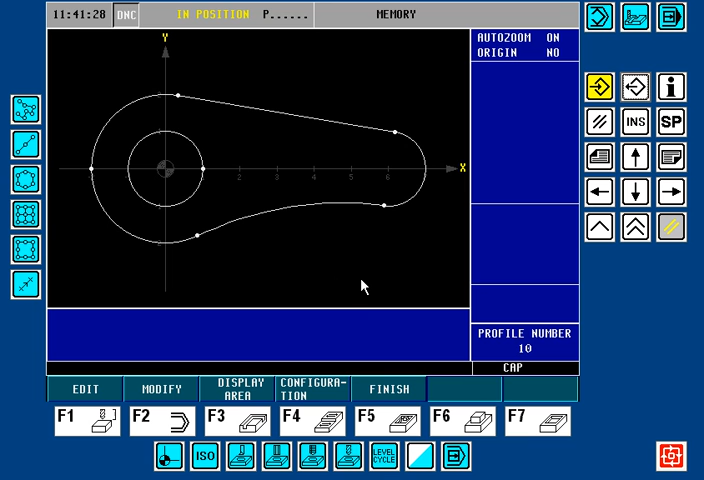 11:41:28 DNC IN POSITION P...... MEMORY
AUTOZOOM ON
ORIGIN NO
Y
X
2 3 4 5 6
INS SP
PROFILE NUMBER
10
CAP
EDIT MODIFY DISPLAY AREA CONFIGURA-TION FINISH
F1 F2 F3 F4 F5 F6 F7
ISO LEVEL CYCLE